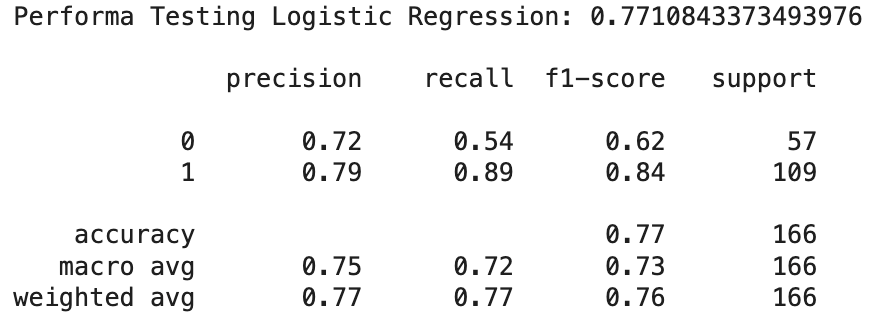 Performa Testing Logistic Regression: 0.7710843373493976
precision recall f1-score support
0 0.72 0.54 0.62 57
1 0.79 0.89 0.84 109
accuracy 0.77 166
macro avg 0.75 0.72 0.73 166
weighted avg 0.77 0.77 0.76 166